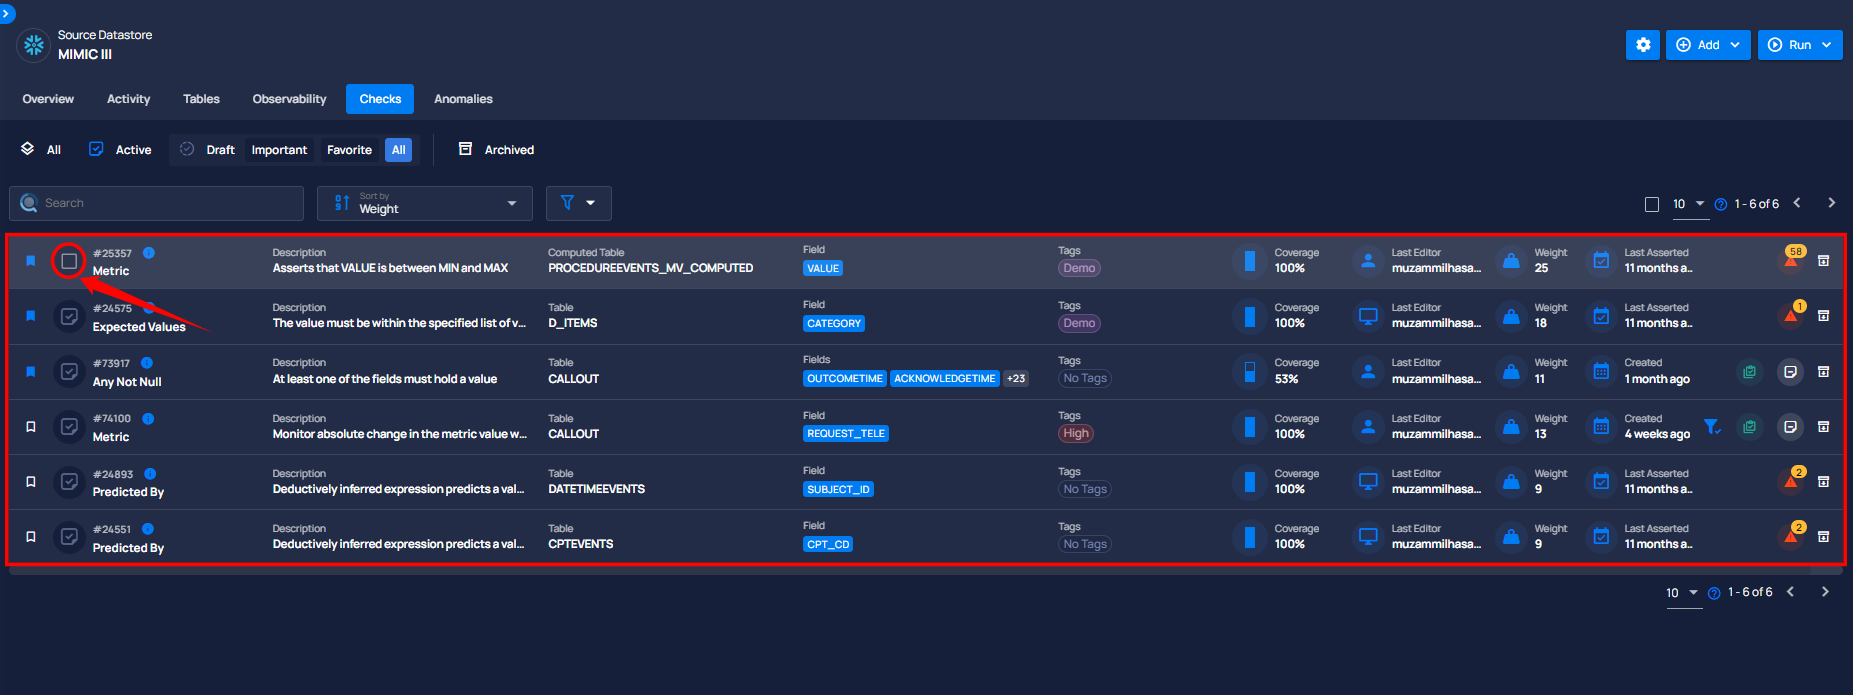 Source Datastore
MIMIC III
Add
Run
Overview Activity Tables Observability Checks Anomalies
All Active Draft Important Favorite All Archived
Search
Sort by
Weight
10 1 - 6 of 6
#25357 Description Computed Table Field Tags Coverage Last Editor Weight Last Asserted 58
Metric Asserts that VALUE is between MIN and MAX PROCEDUREEVENTS_MV_COMPUTED VALUE Demo 100% muzammilhasa... 25 11 months a..
#24575 Description Table Field Tags Coverage Last Editor Weight Last Asserted 1
Expected Values The value must be within the specified list of v... D_ITEMS CATEGORY Demo 100% muzammilhasa... 18 11 months a..
#73917 Description Table Fields Tags Coverage Last Editor Weight Created
Any Not Null At least one of the fields must hold a value CALLOUT OUTCOMETIME ACKNOWLEDGETIME +23 No Tags 53% muzammilhasa... 11 1 month ago
#74100 Description Table Field Tags Coverage Last Editor Weight Created
Metric Monitor absolute change in the metric value w... CALLOUT REQUEST_TELE High 100% muzammilhasa... 13 4 weeks ago
#24893 Description Table Field Tags Coverage Last Editor Weight Last Asserted 2
Predicted By Deductively inferred expression predicts a val... DATETIMEEVENTS SUBJECT_ID No Tags 100% muzammilhasa... 9 11 months a..
#24551 Description Table Field Tags Coverage Last Editor Weight Last Asserted 2
Predicted By Deductively inferred expression predicts a val... CPTEVENTS CPT_CD No Tags 100% muzammilhasa... 9 11 months a..
10 1 - 6 of 6